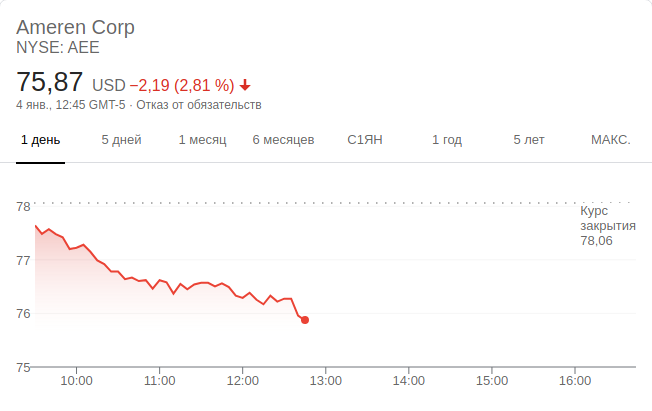 Ameren Corp
NYSE: AEE
75,87 USD −2,19 (2,81 %)
4 янв., 12:45 GMT-5 · Отказ от обязательств
1 день 5 дней 1 месяц 6 месяцев С1ЯН 1 год 5 лет МАКС.
78
Курс
закрытия
78,06
77
76
75
10:00 11:00 12:00 13:00 14:00 15:00 16:00